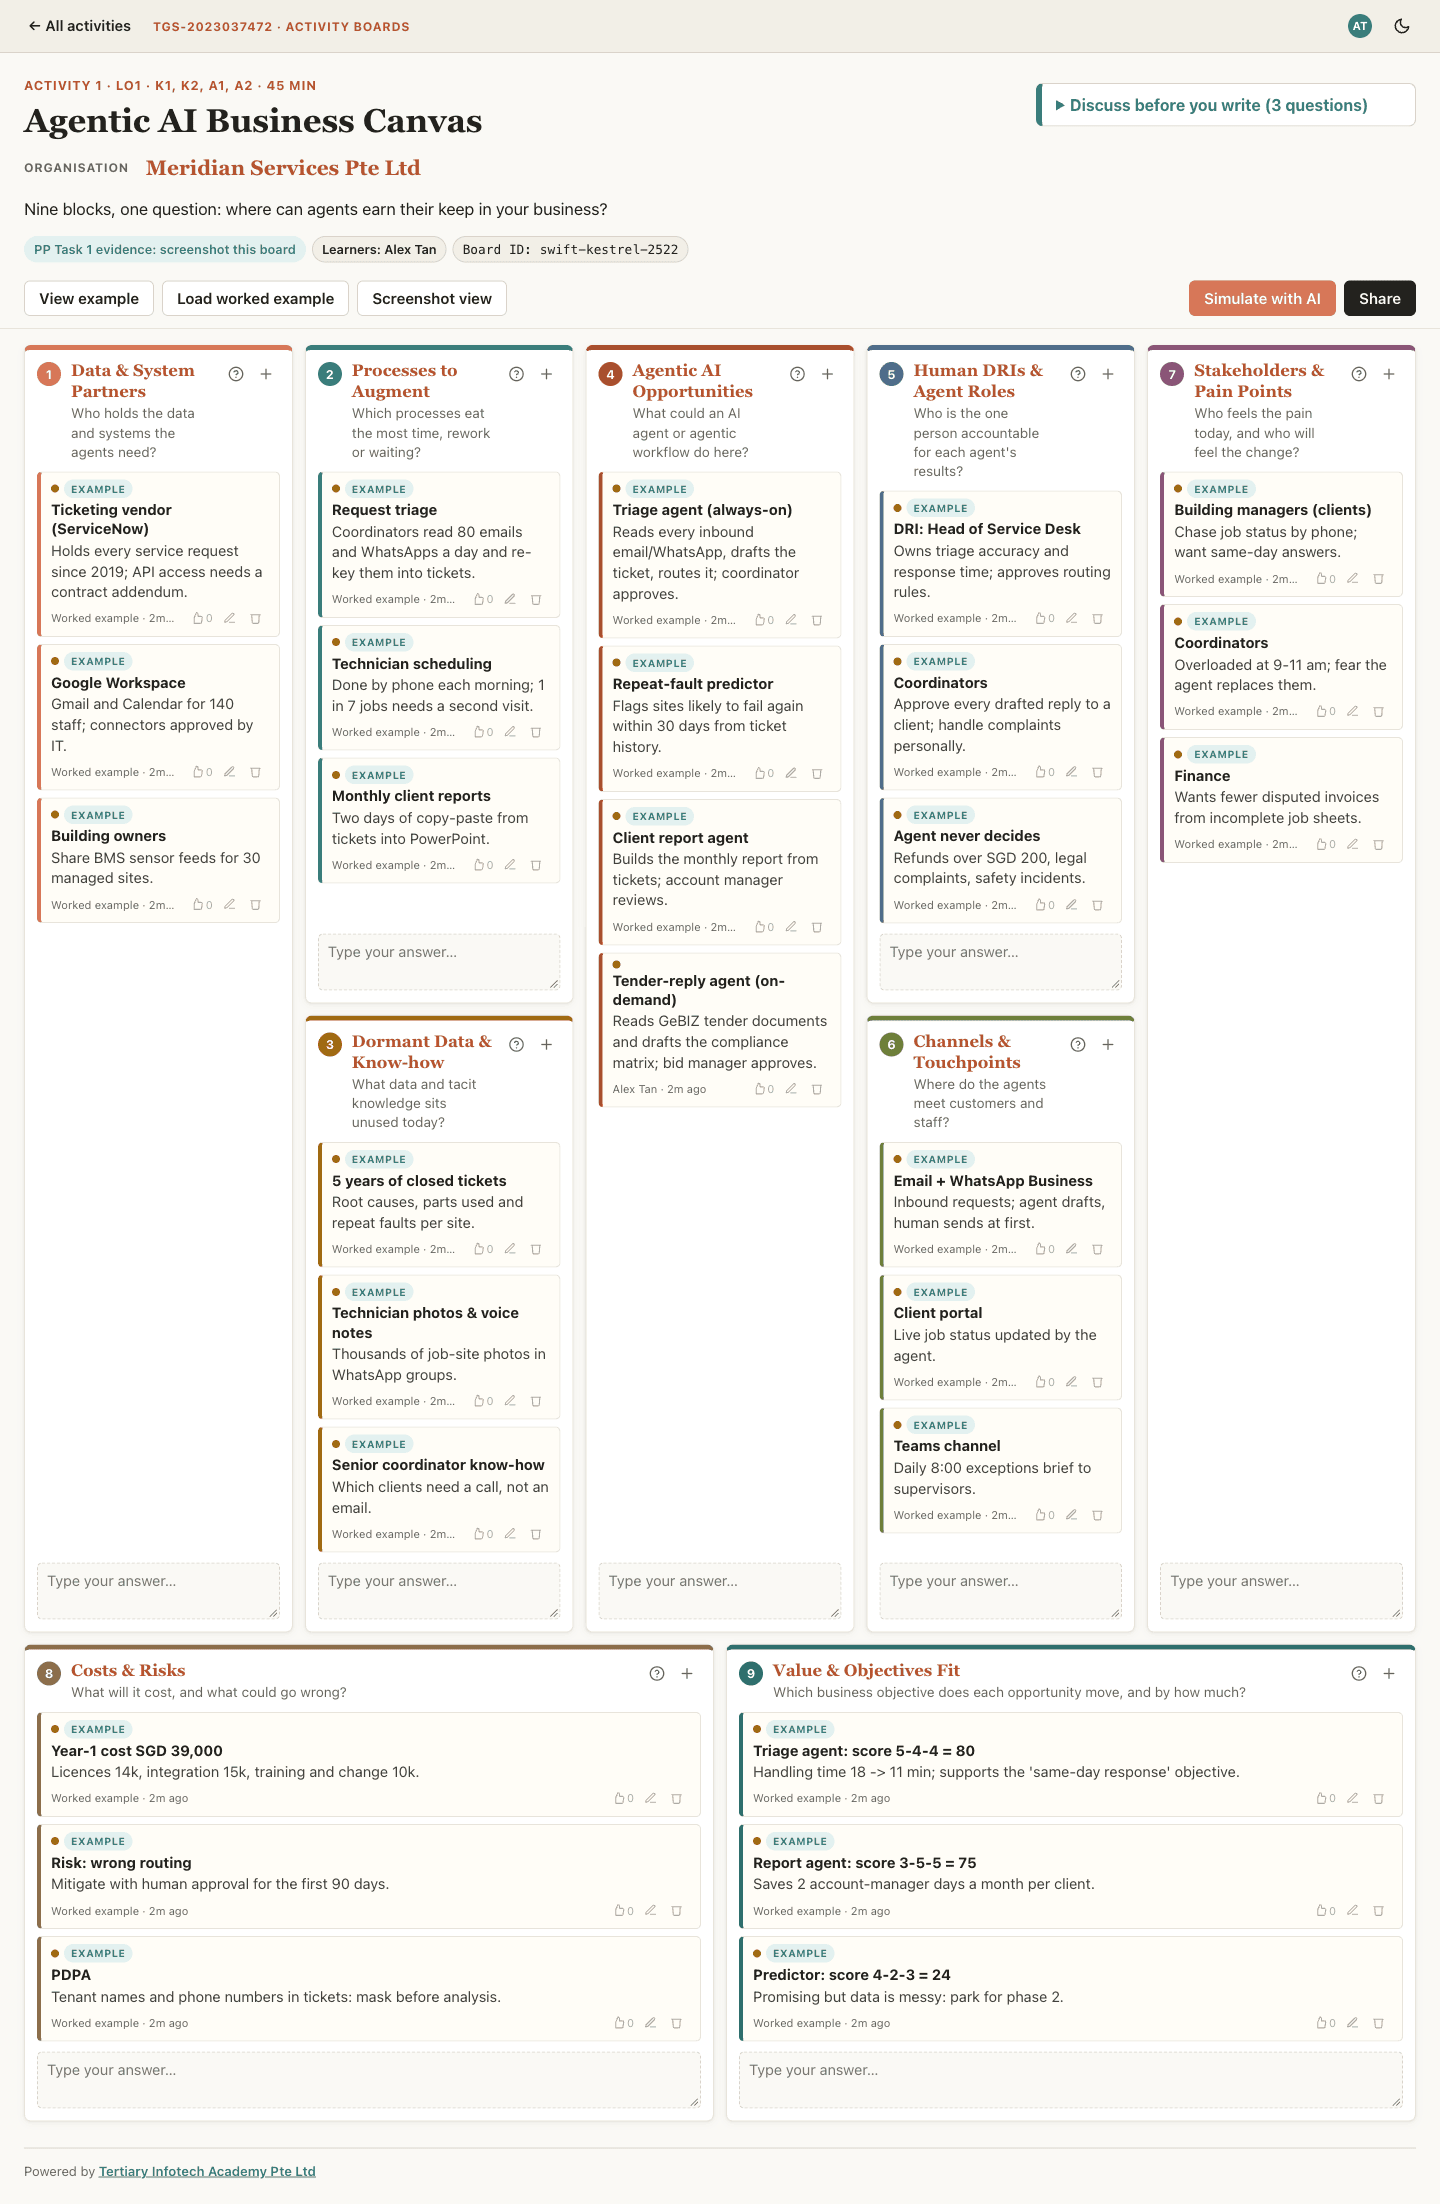 ← All activities
TGS-2023037472 · ACTIVITY BOARDS
AT
ACTIVITY 1 · LO1 · K1, K2, A1, A2 · 45 MIN
Agentic AI Business Canvas
▶ Discuss before you write (3 questions)
ORGANISATION Meridian Services Pte Ltd
Nine blocks, one question: where can agents earn their keep in your business?
PP Task 1 evidence: screenshot this board
Learners: Alex Tan
Board ID: swift-kestrel-2522
View example
Load worked example
Screenshot view
Simulate with AI
Share
1
Data & System
Partners
Who holds the data
and systems the
agents need?
EXAMPLE
Ticketing vendor
(ServiceNow)
Holds every service request
since 2019; API access needs a
contract addendum.
Worked example · 2m... 0
EXAMPLE
Google Workspace
Gmail and Calendar for 140
staff; connectors approved by
IT.
Worked example · 2m... 0
EXAMPLE
Building owners
Share BMS sensor feeds for 30
managed sites.
Worked example · 2m... 0
Type your answer...
2
Processes to
Augment
Which processes eat
the most time, rework
or waiting?
EXAMPLE
Request triage
Coordinators read 80 emails
and WhatsApps a day and re-
key them into tickets.
Worked example · 2m... 0
EXAMPLE
Technician scheduling
Done by phone each morning; 1
in 7 jobs needs a second visit.
Worked example · 2m... 0
EXAMPLE
Monthly client reports
Two days of copy-paste from
tickets into PowerPoint.
Worked example · 2m... 0
Type your answer...
3
Dormant Data &
Know-how
What data and tacit
knowledge sits
unused today?
EXAMPLE
5 years of closed tickets
Root causes, parts used and
repeat faults per site.
Worked example · 2m... 0
EXAMPLE
Technician photos & voice
notes
Thousands of job-site photos in
WhatsApp groups.
Worked example · 2m... 0
EXAMPLE
Senior coordinator know-how
Which clients need a call, not an
email.
Worked example · 2m... 0
Type your answer...
4
Agentic AI
Opportunities
What could an AI
agent or agentic
workflow do here?
EXAMPLE
Triage agent (always-on)
Reads every inbound
email/WhatsApp, drafts the
ticket, routes it; coordinator
approves.
Worked example · 2m... 0
EXAMPLE
Repeat-fault predictor
Flags sites likely to fail again
within 30 days from ticket
history.
Worked example · 2m... 0
EXAMPLE
Client report agent
Builds the monthly report from
tickets; account manager
reviews.
Worked example · 2m... 0
Tender-reply agent (on-
demand)
Reads GeBIZ tender documents
and drafts the compliance
matrix; bid manager approves.
Alex Tan · 2m ago 0
Type your answer...
5
Human DRIs &
Agent Roles
Who is the one
person accountable
for each agent's
results?
EXAMPLE
DRI: Head of Service Desk
Owns triage accuracy and
response time; approves routing
rules.
Worked example · 2m... 0
EXAMPLE
Coordinators
Approve every drafted reply to a
client; handle complaints
personally.
Worked example · 2m... 0
EXAMPLE
Agent never decides
Refunds over SGD 200, legal
complaints, safety incidents.
Worked example · 2m... 0
Type your answer...
6
Channels &
Touchpoints
Where do the agents
meet customers and
staff?
EXAMPLE
Email + WhatsApp Business
Inbound requests; agent drafts,
human sends at first.
Worked example · 2m... 0
EXAMPLE
Client portal
Live job status updated by the
agent.
Worked example · 2m... 0
EXAMPLE
Teams channel
Daily 8:00 exceptions brief to
supervisors.
Worked example · 2m... 0
Type your answer...
7
Stakeholders &
Pain Points
Who feels the pain
today, and who will
feel the change?
EXAMPLE
Building managers (clients)
Chase job status by phone;
want same-day answers.
Worked example · 2m... 0
EXAMPLE
Coordinators
Overloaded at 9-11 am; fear the
agent replaces them.
Worked example · 2m... 0
EXAMPLE
Finance
Wants fewer disputed invoices
from incomplete job sheets.
Worked example · 2m... 0
Type your answer...
8
Costs & Risks
What will it cost, and what could go wrong?
EXAMPLE
Year-1 cost SGD 39,000
Licences 14k, integration 15k, training and change 10k.
Worked example · 2m ago 0
EXAMPLE
Risk: wrong routing
Mitigate with human approval for the first 90 days.
Worked example · 2m ago 0
EXAMPLE
PDPA
Tenant names and phone numbers in tickets: mask before analysis.
Worked example · 2m ago 0
Type your answer...
9
Value & Objectives Fit
Which business objective does each opportunity move, and by how much?
EXAMPLE
Triage agent: score 5-4-4 = 80
Handling time 18 -> 11 min; supports the 'same-day response' objective.
Worked example · 2m ago 0
EXAMPLE
Report agent: score 3-5-5 = 75
Saves 2 account-manager days a month per client.
Worked example · 2m ago 0
EXAMPLE
Predictor: score 4-2-3 = 24
Promising but data is messy: park for phase 2.
Worked example · 2m ago 0
Type your answer...
Powered by Tertiary Infotech Academy Pte Ltd